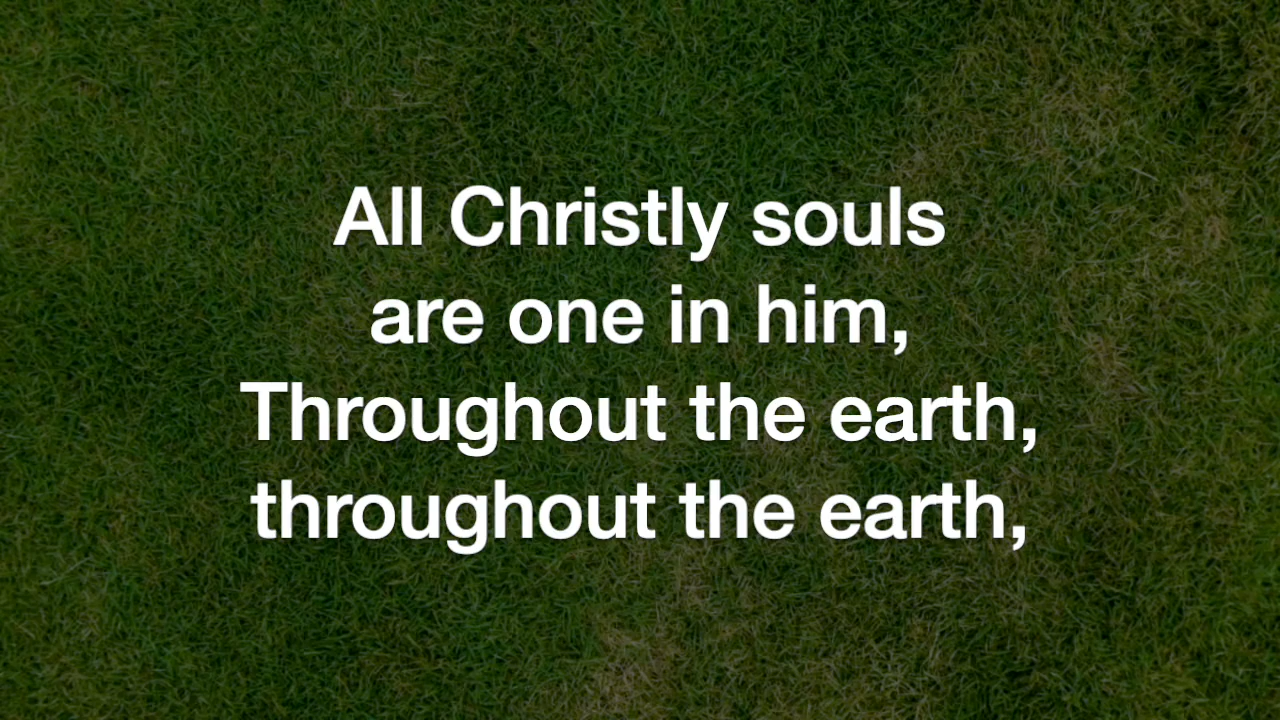 All Christly souls
are one in him,
Throughout the earth,
throughout the earth,